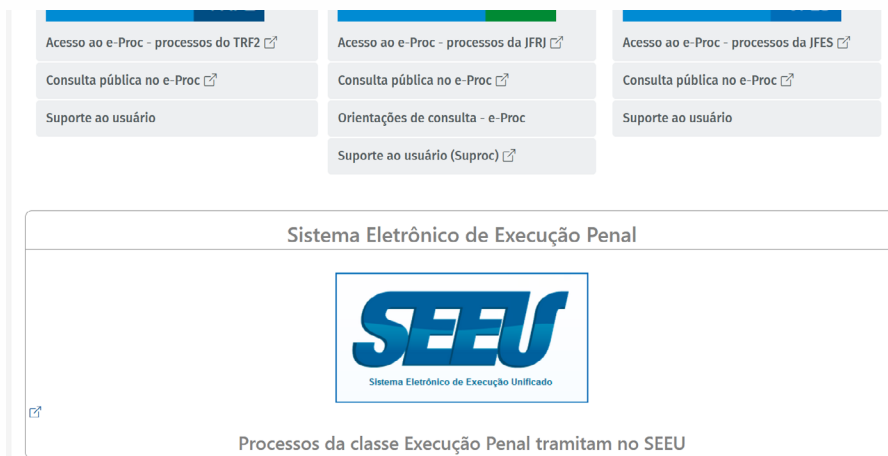 Acesso ao e-Proc - processos do TRF2
Consulta pública no e-Proc
Suporte ao usuário
Acesso ao e-Proc - processos da JFRJ
Consulta pública no e-Proc
Orientações de consulta - e-Proc
Suporte ao usuário (Suproc)
Acesso ao e-Proc - processos da JFES
Consulta pública no e-Proc
Suporte ao usuário
Sistema Eletrônico de Execução Penal
SEEU
Sistema Eletrônico de Execução Unificado
Processos da classe Execução Penal tramitam no SEEU